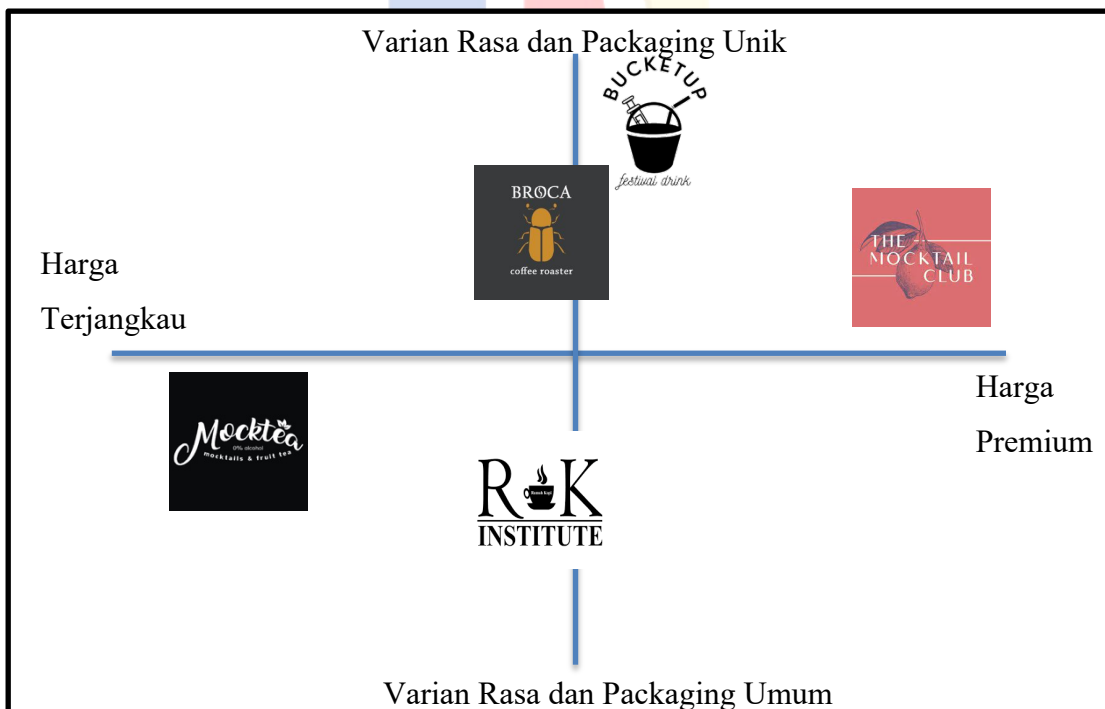 Varian Rasa dan Packaging Unik
BUCKETUP
festival drink
BROCA
coffee roaster
THE
MOCKTAIL
CLUB
Harga
Terjangkau
Harga
Premium
Mocktea
0% alcohol
mocktails & fruit tea
R K
INSTITUTE
Varian Rasa dan Packaging Umum